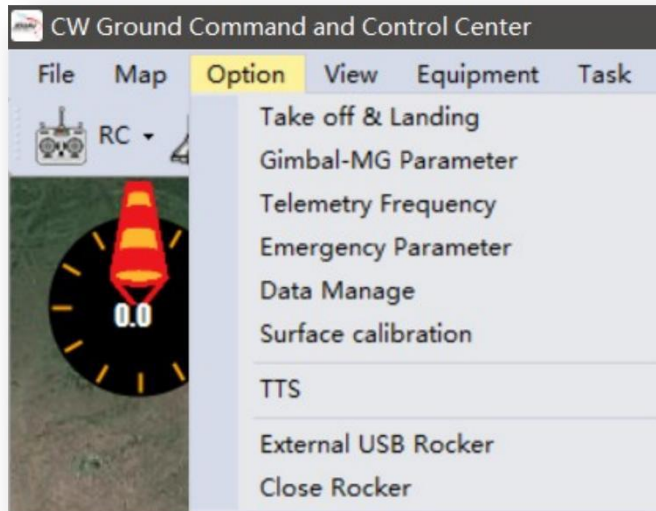 CW Ground Command and Control Center
File Map Option View Equipment Task
RC
Take off & Landing
Gimbal-MG Parameter
Telemetry Frequency
Emergency Parameter
Data Manage
0.0
Surface calibration
TTS
External USB Rocker
Close Rocker